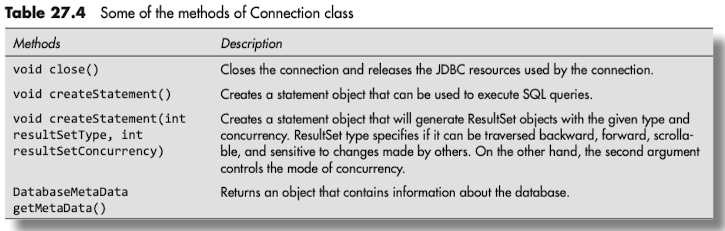 Table 27.4 Some of the methods of Connection class
Methods Description
void close() Closes the connection and releases the JDBC resources used by the connection.
void createStatement() Creates a statement object that can be used to execute SQL queries.
void createStatement(int Creates a statement object that will generate ResultSet objects with the given type and
resultSetType, int concurrency. ResultSet type specifies if it can be traversed backward, forward, scrolla-
resultSetConcurrency) ble, and sensitive to changes made by others. On the other hand, the second argument
controls the mode of concurrency.
DatabaseMetaData Returns an object that contains information about the database.
getMetaData()